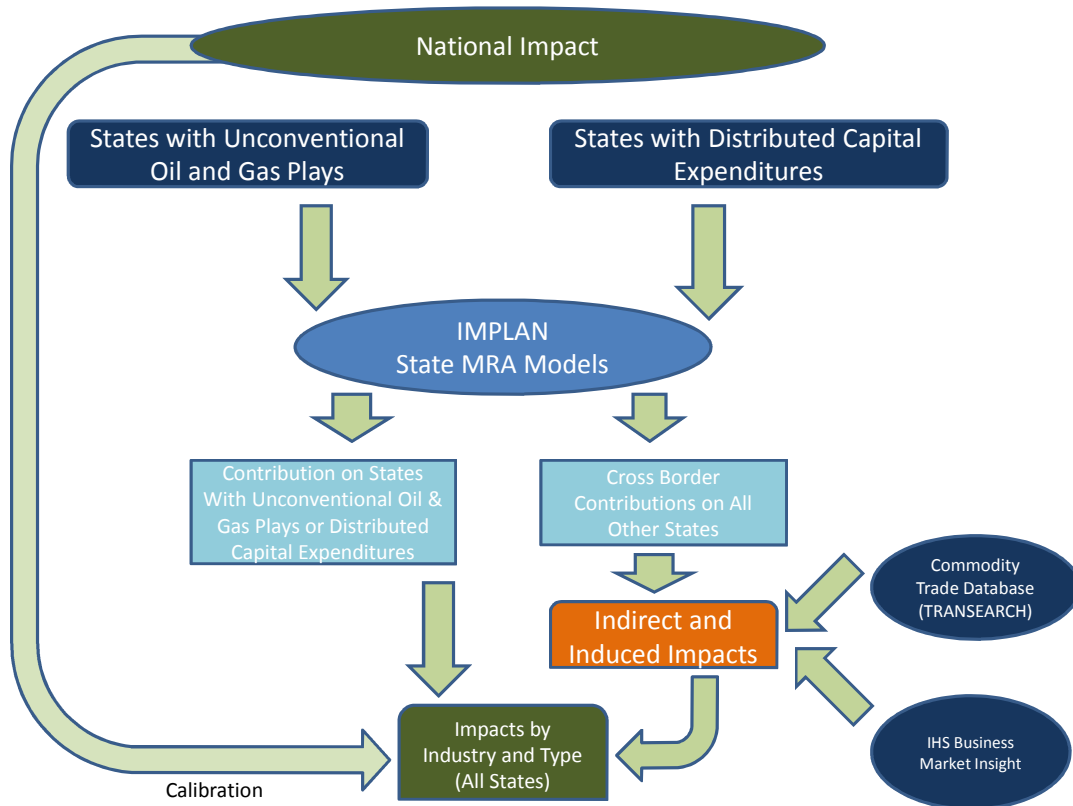 National Impact
States with Unconventional
Oil and Gas Plays
States with Distributed Capital
Expenditures
IMPLAN
State MRA Models
Contribution on States
With Unconventional Oil &
Gas Plays or Distributed
Capital Expenditures
Cross Border
Contributions on All
Other States
Commodity
Trade Database
(TRANSEARCH)
Indirect and
Induced Impacts
Impacts by
Industry and Type
(All States)
IHS Business
Market Insight
Calibration